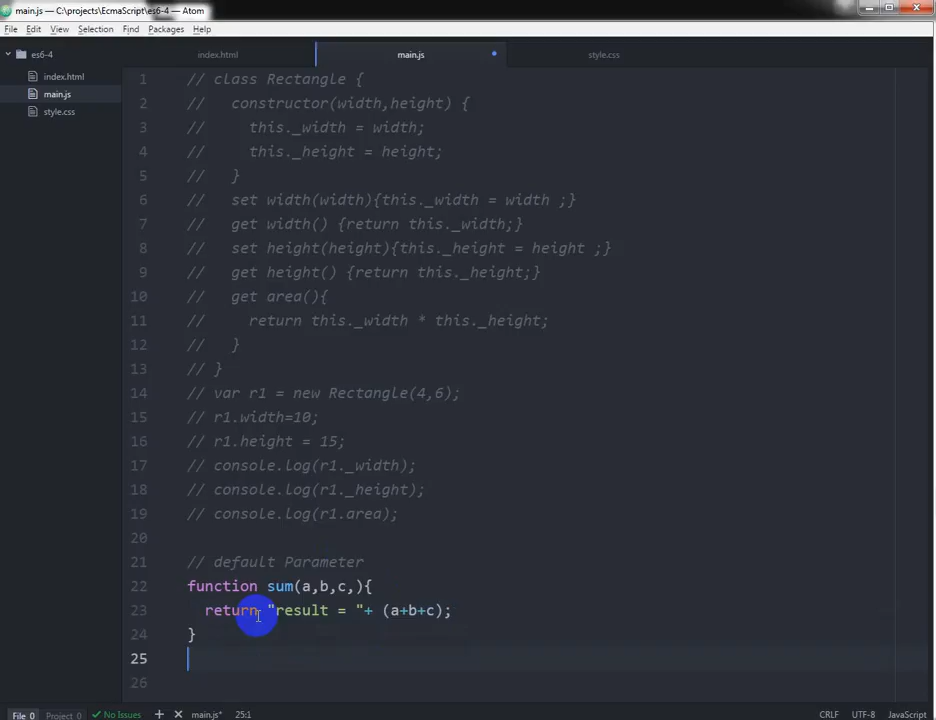 main.js — C:\projects\EcmaScript\es6-4 — Atom
File Edit View Selection Find Packages Help
es6-4
index.html
main.js
style.css
index.html main.js style.css
1 // class Rectangle {
2 //   constructor(width,height) {
3 //     this._width = width;
4 //     this._height = height;
5 //   }
6 //   set width(width){this._width = width ;}
7 //   get width() {return this._width;}
8 //   set height(height){this._height = height ;}
9 //   get height() {return this._height;}
10 //   get area(){
11 //     return this._width * this._height;
12 //   }
13 // }
14 // var r1 = new Rectangle(4,6);
15 // r1.width=10;
16 // r1.height = 15;
17 // console.log(r1._width);
18 // console.log(r1._height);
19 // console.log(r1.area);
20
21 // default Parameter
22 function sum(a,b,c,){
23   return "result = "+ (a+b+c);
24 }
25
26
File 0 Project 0 No Issues main.js* 25:1 CRLF UTF-8 JavaScript